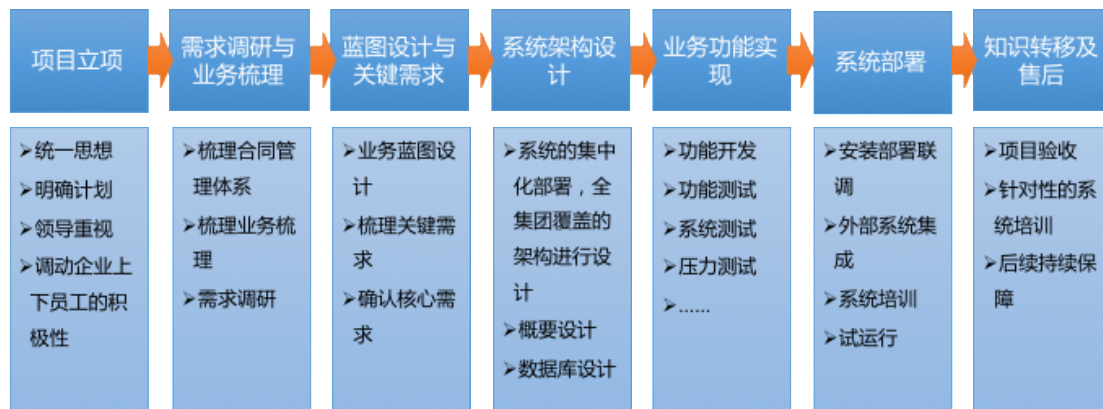 项目立项
需求调研与
业务梳理
蓝图设计与
关键需求
系统架构设
计
业务功能实
现
系统部署
知识转移及
售后
➢统一思想
➢明确计划
➢领导重视
➢调动企业上
下员工的积
极性
➢梳理合同管
理体系
➢梳理业务梳
理
➢需求调研
➢业务蓝图设
计
➢梳理关键需
求
➢确认核心需
求
➢系统的集中
化部署，全
集团覆盖的
架构进行设
计
➢概要设计
➢数据库设计
➢功能开发
➢功能测试
➢系统测试
➢压力测试
➢……
➢安装部署联
调
➢外部系统集
成
➢系统培训
➢试运行
➢项目验收
➢针对性的系
统培训
➢后续持续保
障